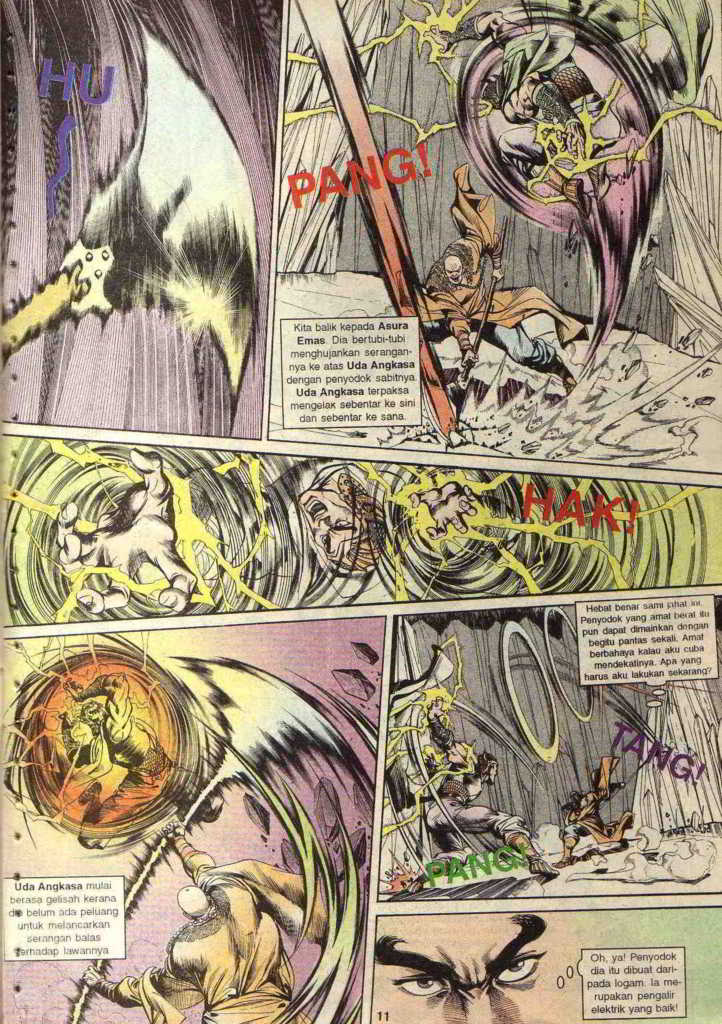 HU
PANG!
Kita balik kepada Asura
Emas. Dia bertubi-tubi
menghujankan serangan-
nya ke atas Uda Angkasa
dengan penyodok sabitnya.
Uda Angkasa terpaksa
mengelak sebentar ke sini
dan sebentar ke sana.
HAK!
Uda Angkasa mulai
berasa gelisah kerana
dia belum ada peluang
untuk melancarkan
serangan balas
terhadap lawannya
Hebat benar sami jahat ini.
Penyodok yang amat berat itu
pun dapat dimainkan dengan
begitu pantas sekali. Amat
berbahaya kalau aku cuba
mendekatinya. Apa yang
harus aku lakukan sekarang?
TANG!
PANG!
Oh, ya! Penyodok
dia itu dibuat dari-
pada logam. Ia me-
rupakan pengalir
elektrik yang baik!
11